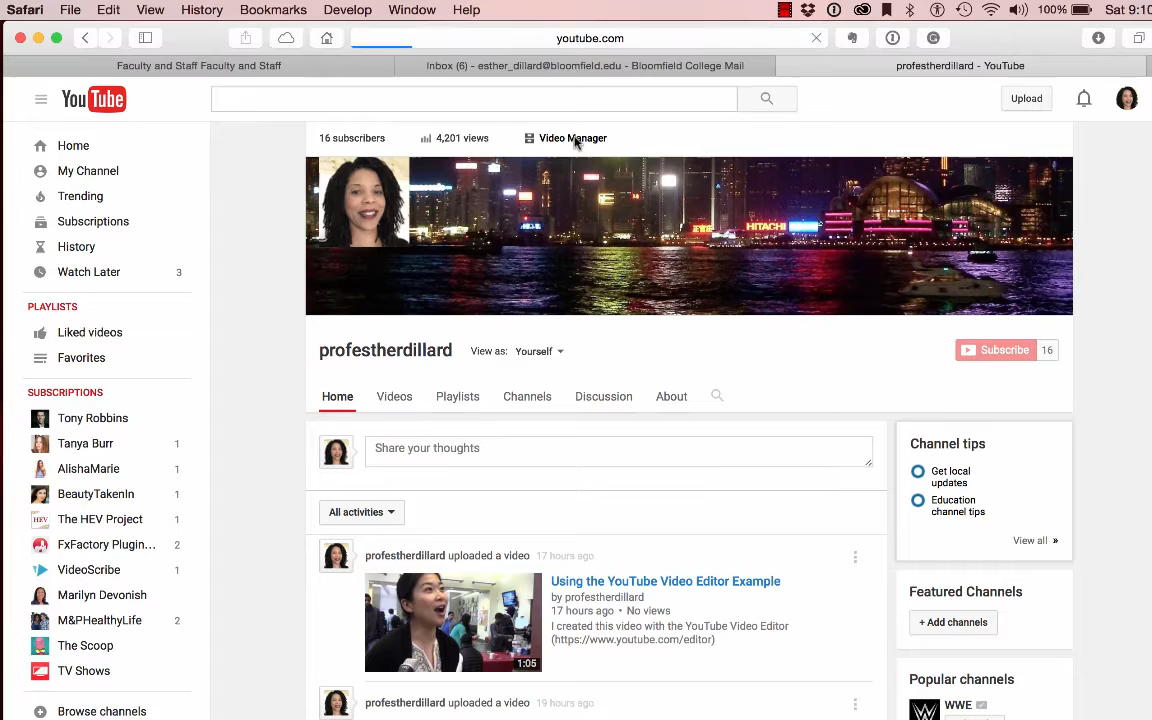 Safari File Edit View History Bookmarks Develop Window Help 100% Sat 9:10
youtube.com
Faculty and Staff Faculty and Staff
Inbox (6) - esther_dillard@bloomfield.edu - Bloomfield College Mail
profestherdillard - YouTube
YouTube
Upload
16 subscribers
4,201 views
Video Manager
Home
My Channel
Trending
Subscriptions
History
Watch Later 3
PLAYLISTS
Liked videos
Favorites
SUBSCRIPTIONS
Tony Robbins
Tanya Burr 1
AlishaMarie 1
BeautyTakenIn 1
The HEV Project 1
FxFactory Plugin... 2
VideoScribe 1
Marilyn Devonish
M&PHealthyLife 2
The Scoop
TV Shows
Browse channels
HITACHI
profestherdillard
View as: Yourself
Subscribe 16
Home Videos Playlists Channels Discussion About
Share your thoughts
All activities
profestherdillard uploaded a video 17 hours ago
Using the YouTube Video Editor Example
by profestherdillard
17 hours ago • No views
I created this video with the YouTube Video Editor
(https://www.youtube.com/editor)
1:05
profestherdillard uploaded a video 19 hours ago
Channel tips
Get local
updates
Education
channel tips
View all »
Featured Channels
+ Add channels
Popular channels
WWE
HEV